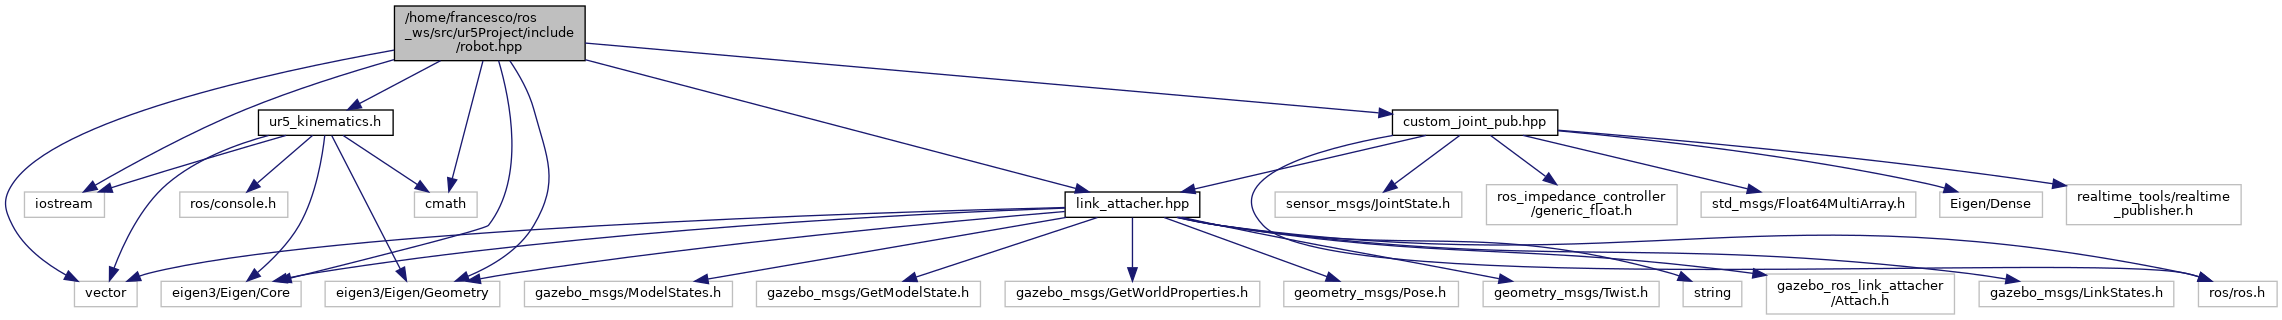 /home/francesco/ros
_ws/src/ur5Project/include
/robot.hpp
ur5_kinematics.h
custom_joint_pub.hpp
iostream
ros/console.h
cmath
link_attacher.hpp
sensor_msgs/JointState.h
ros_impedance_controller
/generic_float.h
std_msgs/Float64MultiArray.h
Eigen/Dense
realtime_tools/realtime
_publisher.h
vector
eigen3/Eigen/Core
eigen3/Eigen/Geometry
gazebo_msgs/ModelStates.h
gazebo_msgs/GetModelState.h
gazebo_msgs/GetWorldProperties.h
geometry_msgs/Pose.h
geometry_msgs/Twist.h
string
gazebo_ros_link_attacher
/Attach.h
gazebo_msgs/LinkStates.h
ros/ros.h